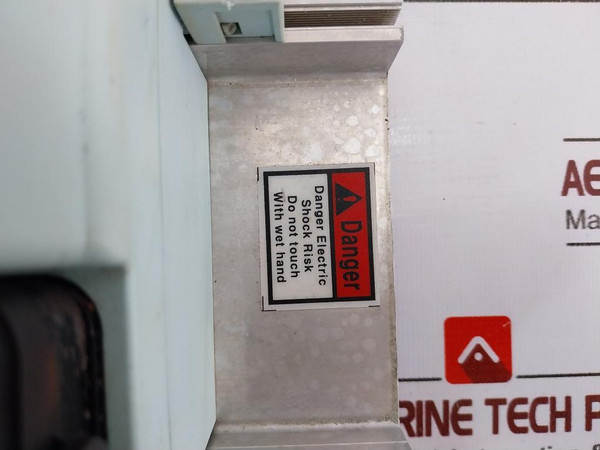 Danger
Danger Electric
Shock Risk
Do not touch
With wet hand
AE
Ma
RINE TECH P